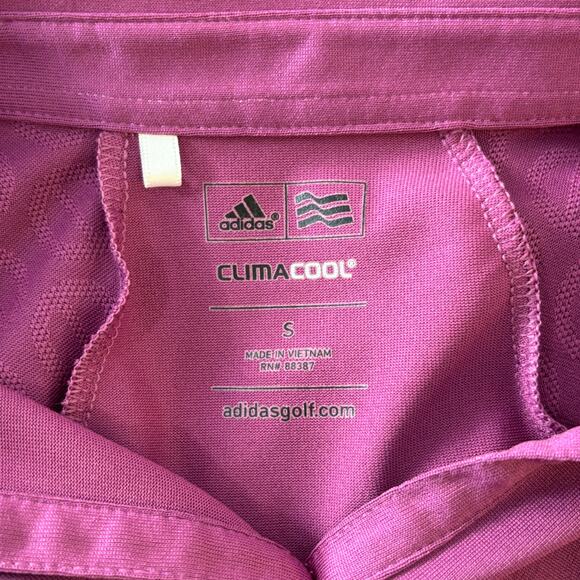 adidas®
CLIMACOOL®
S
MADE IN VIETNAM
RN# 88387
adidasgolf.com